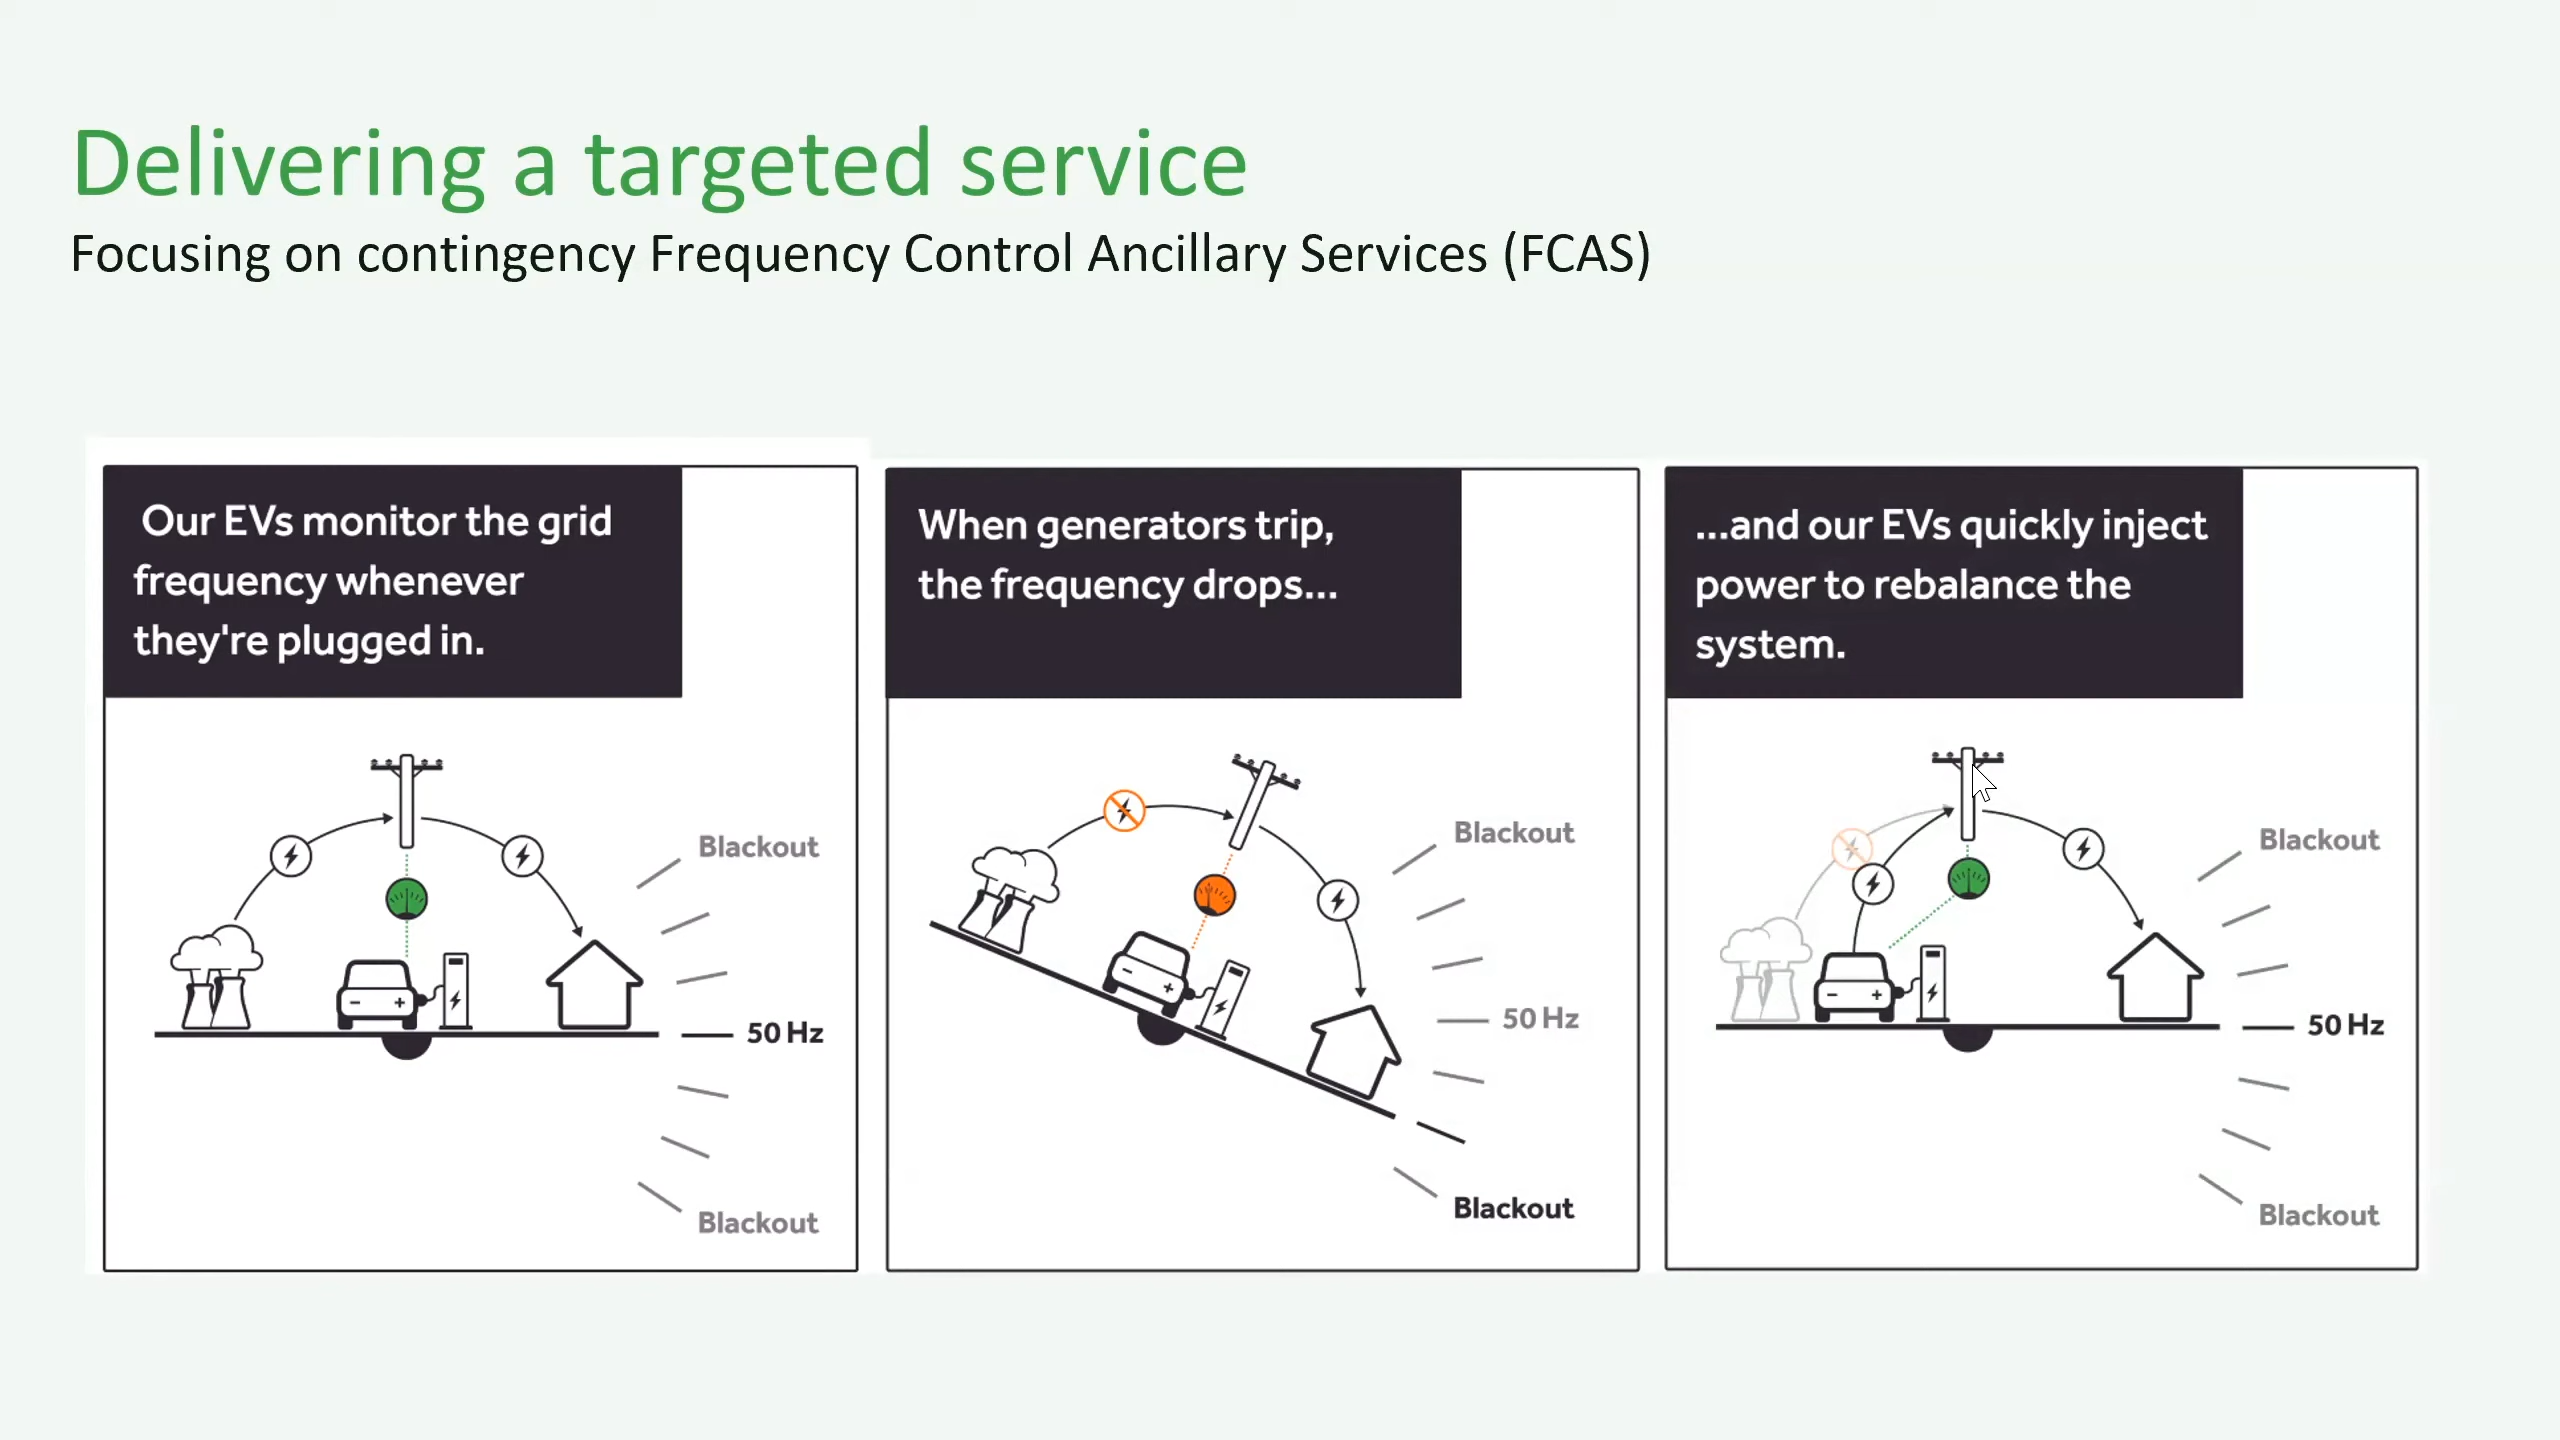 Delivering a targeted service
Focusing on contingency Frequency Control Ancillary Services (FCAS)
Our EVs monitor the grid
frequency whenever
they're plugged in.
Blackout
50 Hz
Blackout
When generators trip,
the frequency drops...
Blackout
50 Hz
Blackout
...and our EVs quickly inject
power to rebalance the
system.
Blackout
50 Hz
Blackout